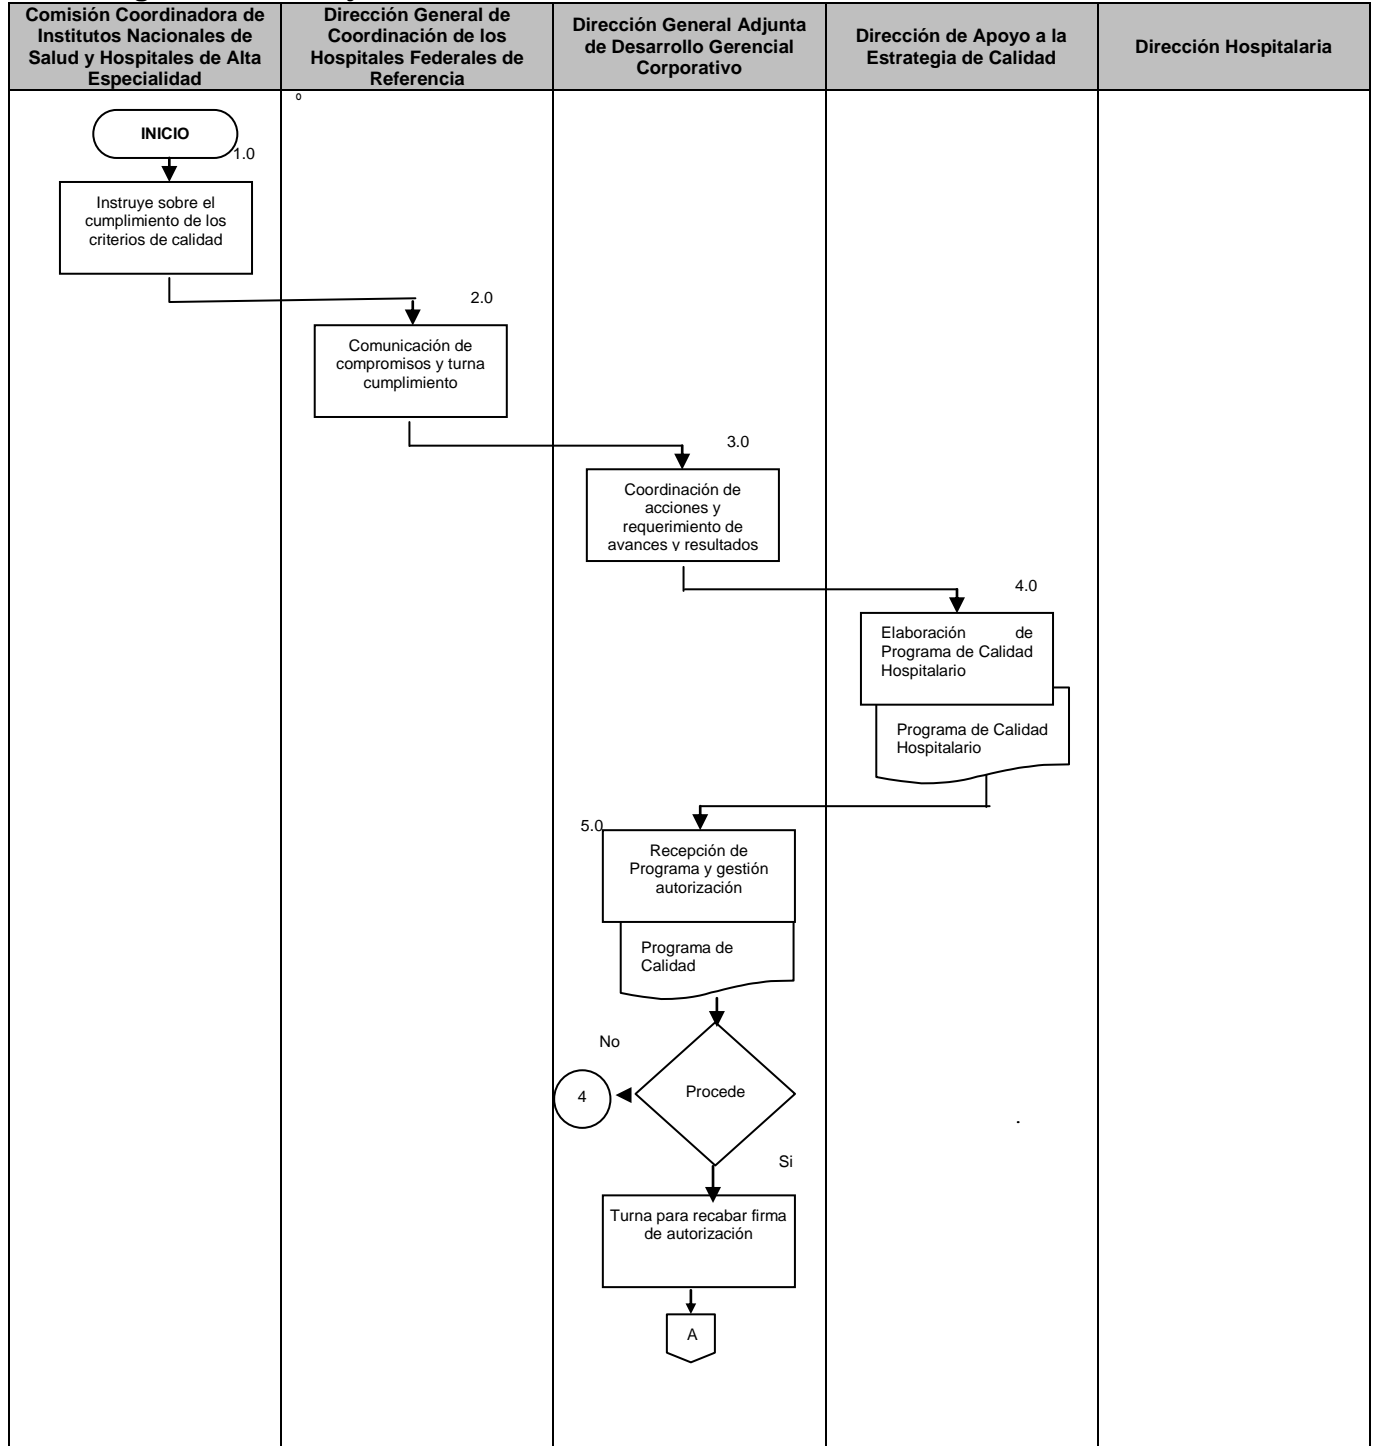 Comisión Coordinadora de
Institutos Nacionales de
Salud y Hospitales de Alta
Especialidad
Dirección General de
Coordinación de los
Hospitales Federales de
Referencia
Dirección General Adjunta
de Desarrollo Gerencial
Corporativo
Dirección de Apoyo a la
Estrategia de Calidad
Dirección Hospitalaria
º
INICIO
1.0
Instruye sobre el
cumplimiento de los
criterios de calidad
2.0
Comunicación de
compromisos y turna
cumplimiento
3.0
Coordinación de
acciones y
requerimiento de
avances y resultados
4.0
Elaboración de
Programa de Calidad
Hospitalario
Programa de Calidad
Hospitalario
5.0
Recepción de
Programa y gestión
autorización
Programa de
Calidad
No
4
Procede
.
Si
Turna para recabar firma
de autorización
A